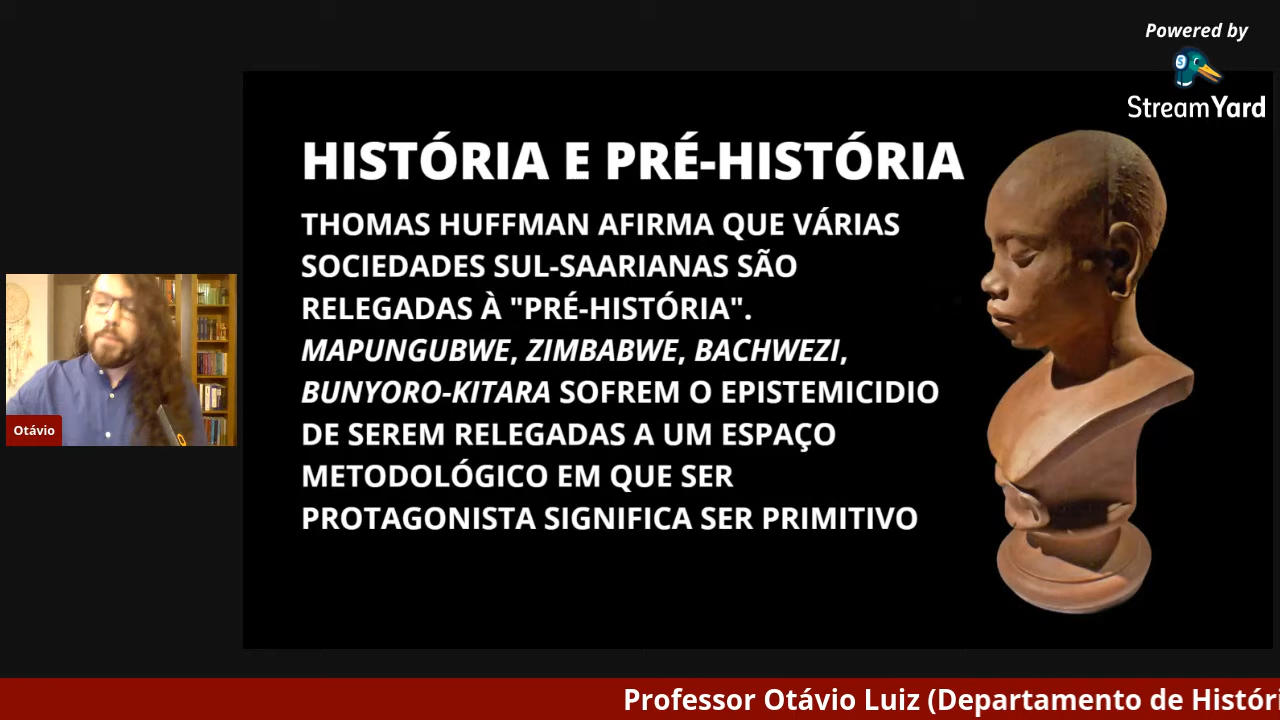 Powered by
StreamYard
HISTÓRIA E PRÉ-HISTÓRIA
THOMAS HUFFMAN AFIRMA QUE VÁRIAS
SOCIEDADES SUL-SAARIANAS SÃO
RELEGADAS À "PRÉ-HISTÓRIA".
MAPUNGUBWE, ZIMBABWE, BACHWEZI,
BUNYORO-KITARA SOFREM O EPISTEMICIDIO
DE SEREM RELEGADAS A UM ESPAÇO
METODOLÓGICO EM QUE SER
PROTAGONISTA SIGNIFICA SER PRIMITIVO
Otávio
Professor Otávio Luiz (Departamento de Históri